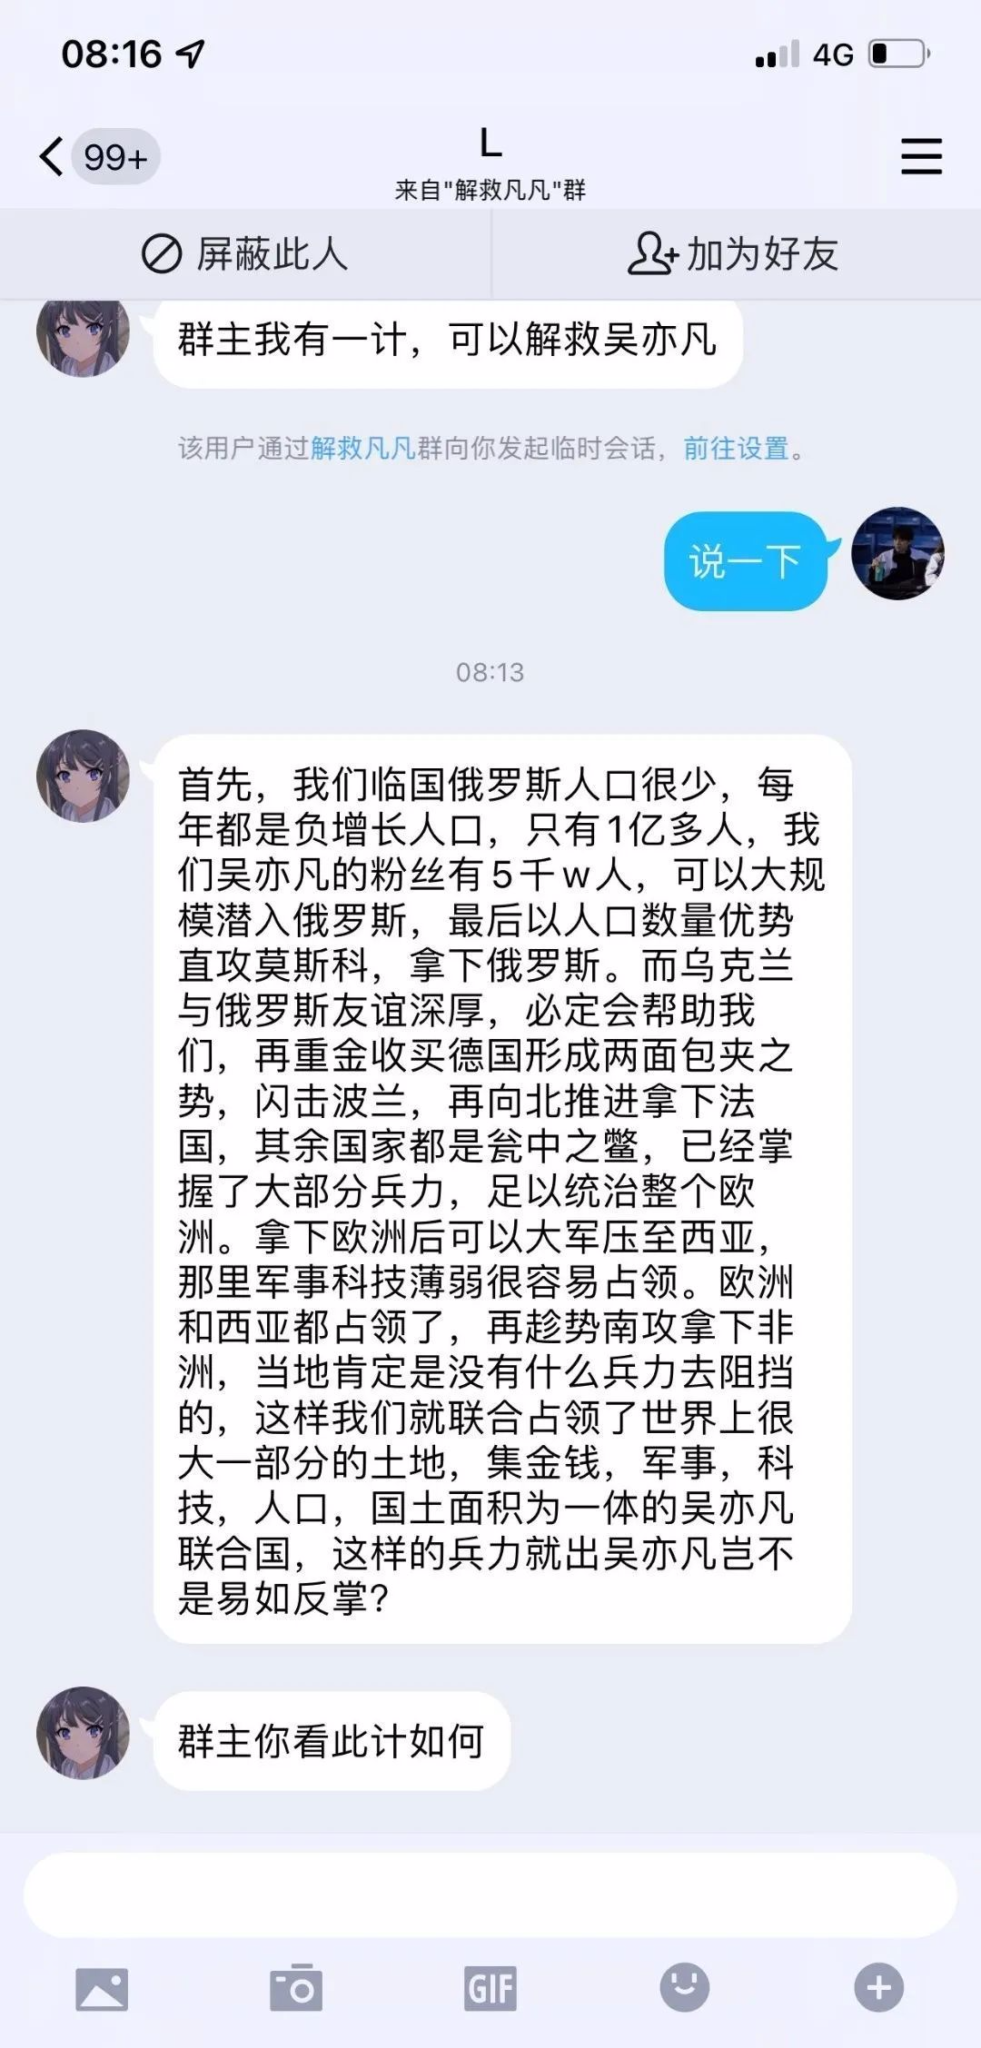 08:16
4G
99+
L
来自"解救凡凡"群
屏蔽此人
加为好友
群主我有一计，可以解救吴亦凡
该用户通过解救凡凡群向你发起临时会话，前往设置。
说一下
08:13
首先，我们临国俄罗斯人口很少，每
年都是负增长人口，只有1亿多人，我
们吴亦凡的粉丝有5千w人，可以大规
模潜入俄罗斯，最后以人口数量优势
直攻莫斯科，拿下俄罗斯。而乌克兰
与俄罗斯友谊深厚，必定会帮助我
们，再重金收买德国形成两面包夹之
势，闪击波兰，再向北推进拿下法
国，其余国家都是瓮中之鳖，已经掌
握了大部分兵力，足以统治整个欧
洲。拿下欧洲后可以大军压至西亚，
那里军事科技薄弱很容易占领。欧洲
和西亚都占领了，再趁势南攻拿下非
洲，当地肯定是没有什么兵力去阻挡
的，这样我们就联合占领了世界上很
大一部分的土地，集金钱，军事，科
技，人口，国土面积为一体的吴亦凡
联合国，这样的兵力就出吴亦凡岂不
是易如反掌？
群主你看此计如何
GIF